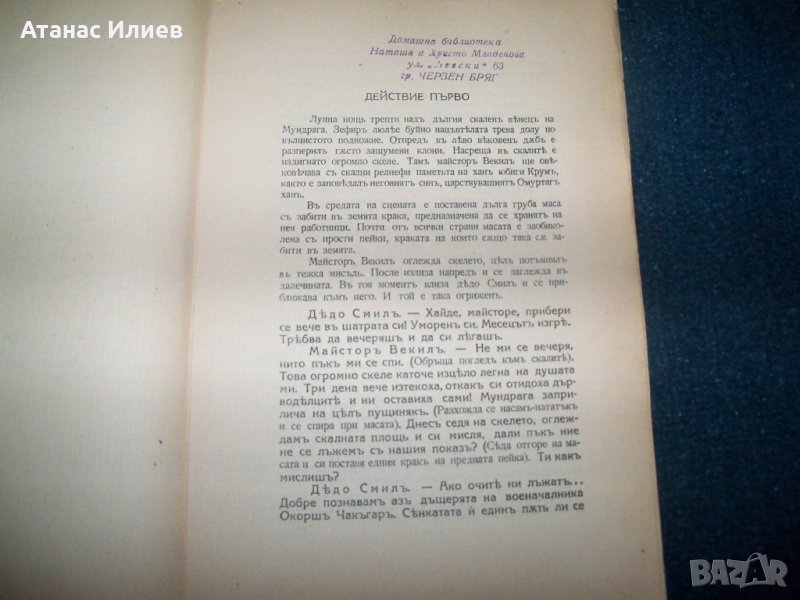 Атанас Илиев
Домашна библиотека
Наташа и Христо Младенови
ул. „Левски" 63
гр. ЧЕРВЕН БРЯГ
ДЕЙСТВИЕ ПЪРВО
Лунна нощь трепти надъ дългия скаленъ вѣнецъ на
Мундрага. Зефиръ люлѣе буйно нацъвтѣлата трева долу по
вълнистото подножие. Отпредъ въ лѣво вѣковенъ джбъ е
разперилъ гѫсто зашумени клони. Насреща въ скалитѣ е
издигнато огромно скеле. Тамъ майсторъ Векилъ ще ове-
ковѣчава съ скални релиефи паметьта на ханъ ювиги Крумъ,
както е заповѣдалъ неговиятъ синъ, царствуващиятъ Омуртагъ
ханъ.
Въ средата на сцената е поставена дълга груба маса
съ забити въ земята крака, предназначена да се хранятъ на
нея работници. Почти отъ всички страни масата е заобико-
лена съ прости пейки, краката на които сѫщо така сѫ за-
бити въ земята.
Майсторъ Векилъ оглежда скелето, цѣлъ потъмналъ
въ тежка мисъль. После излиза напредъ и се заглежда въ
далечината. Въ тоя моментъ влиза дѣдо Смилъ и се при-
ближава къмъ него. И той е така огриженъ.
Дѣдо Смилъ. — Хайде, майсторе, прибери
се вече въ шатрата си! Уморенъ си. Месецътъ изгрѣ.
Трѣбва да вечеряшъ и да си лѣгашъ.
Майсторъ Векилъ. — Не ми се вечеря,
нито пъкъ ми се спи. (Обръща погледъ къмъ скалитѣ).
Това огромно скеле каточе изцѣло легна на душата
ми. Три дена вече изтекоха, откакъ си отидоха дър-
водѣлцитѣ и ни оставиха сами! Мундрага заприли-
лича на цѣлъ пущинякъ. (Разхожда се насамъ-нататъкъ
и се спира при масата). Днесъ седя на скелето, оглеж-
дамъ скалната площь и си мисля, дали пъкъ ние
не се лъжемъ съ нашия показъ? (Сѣда отгоре на ма-
сата и си поставя едния кракъ на предната пейка). Ти какъ
мислишъ?
Дѣдо Смилъ. — Ако очитѣ ни лъжатъ...
Добре познавамъ азъ дъщерята на военачалника
Окоршъ Чакъгаръ. Сѣнката ѝ единъ пѫть ли се
BAZAR